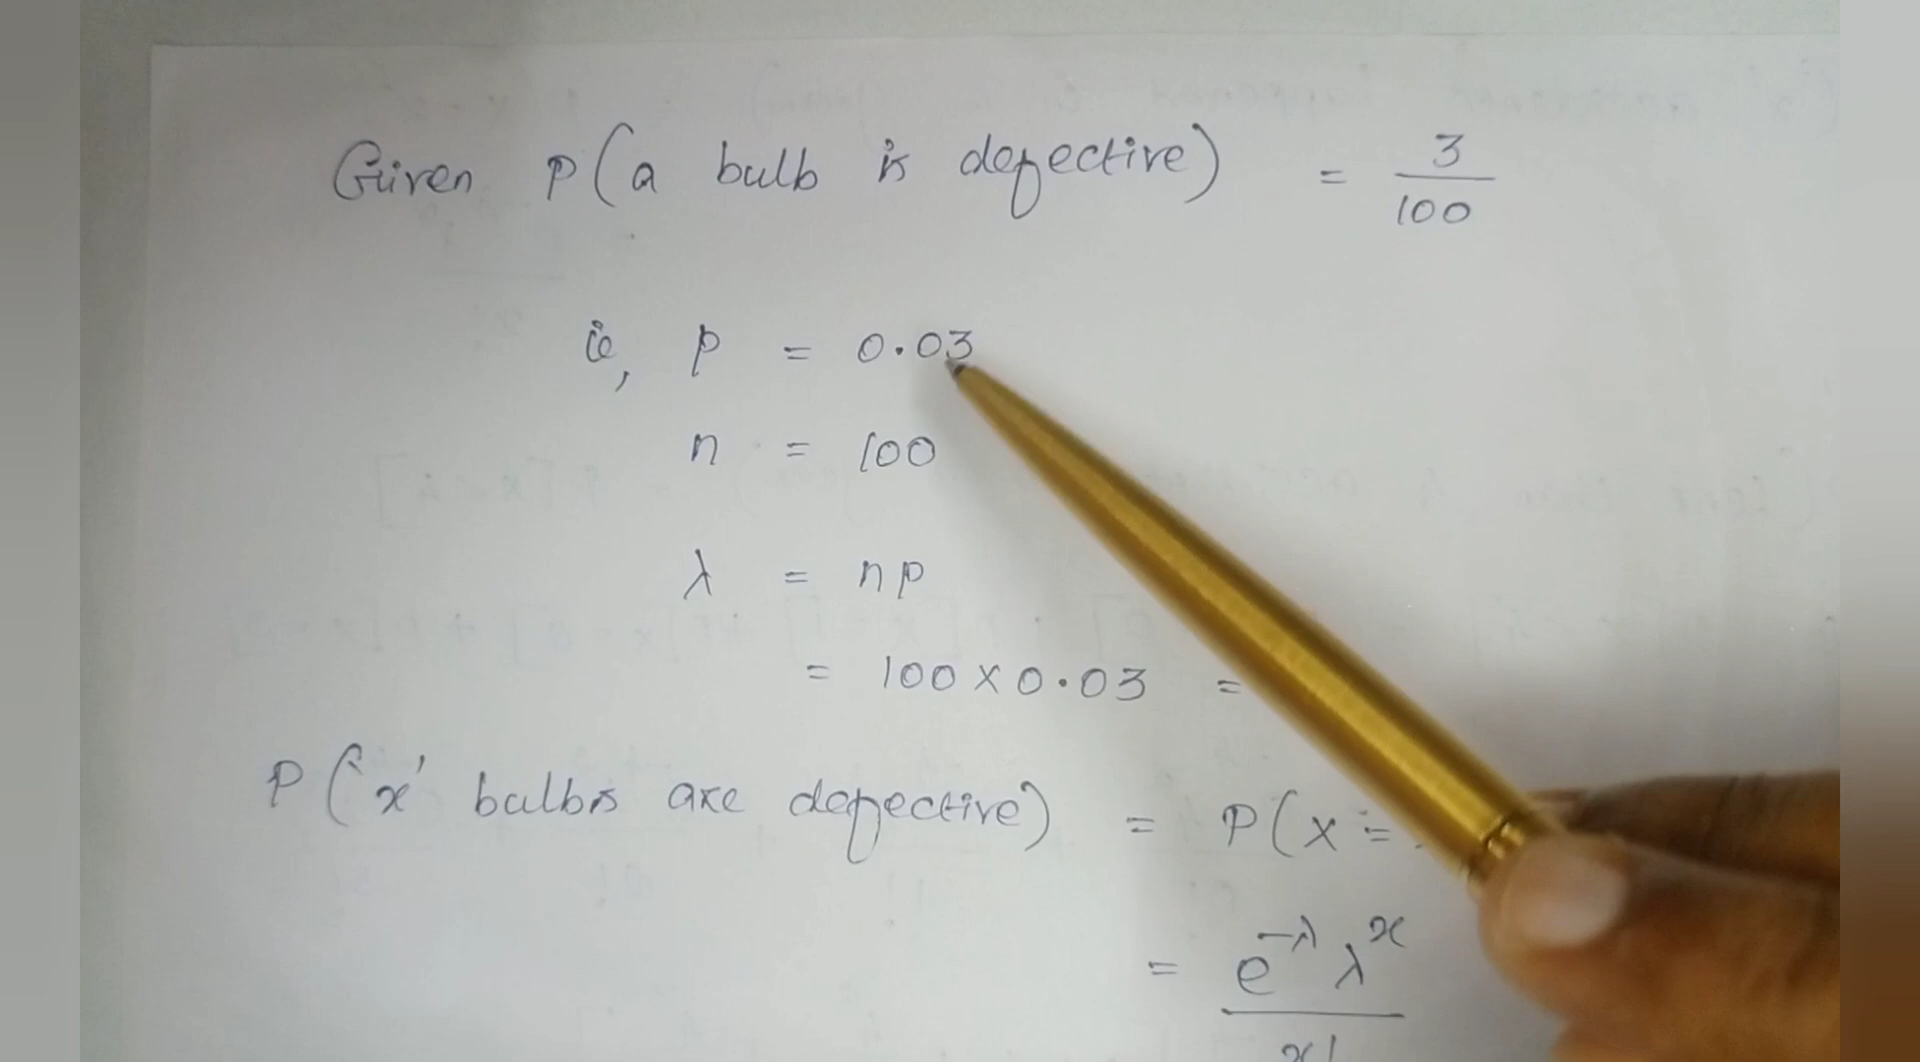 Given P(a bulb is defective) = 3/100
ie, p = 0.03
n = 100
λ = np
= 100 x 0.03 =
P('x' bulbs are defective) = P(x =
= e^-λ λ^x / x!